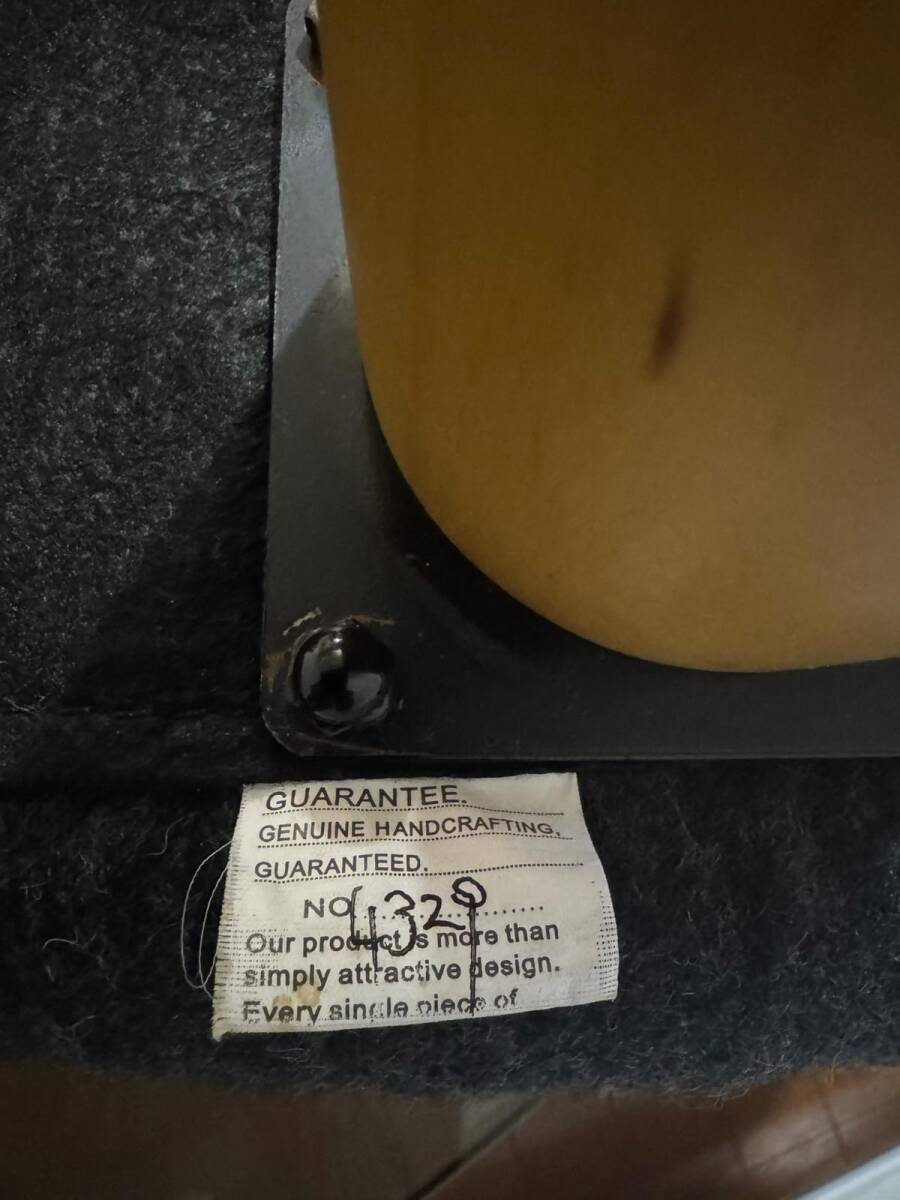 GUARANTEE.
GENUINE HANDCRAFTING.
GUARANTEED.
NO 4329
Our product is more than
simply attractive design.
Every single piece of